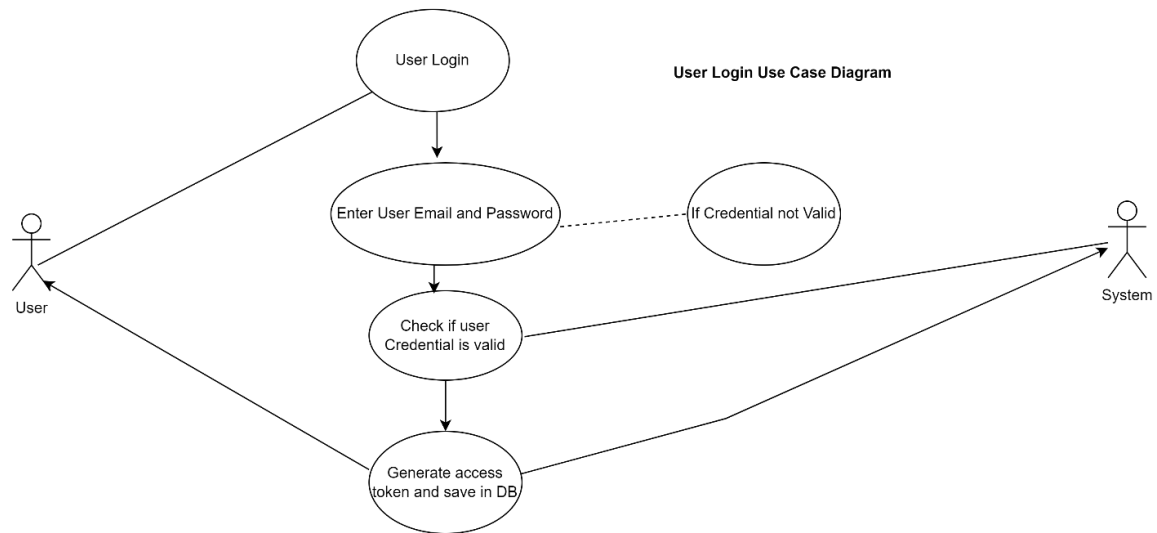 User Login
User Login Use Case Diagram
Enter User Email and Password
If Credential not Valid
User
System
Check if user
Credential is valid
Generate access
token and save in DB